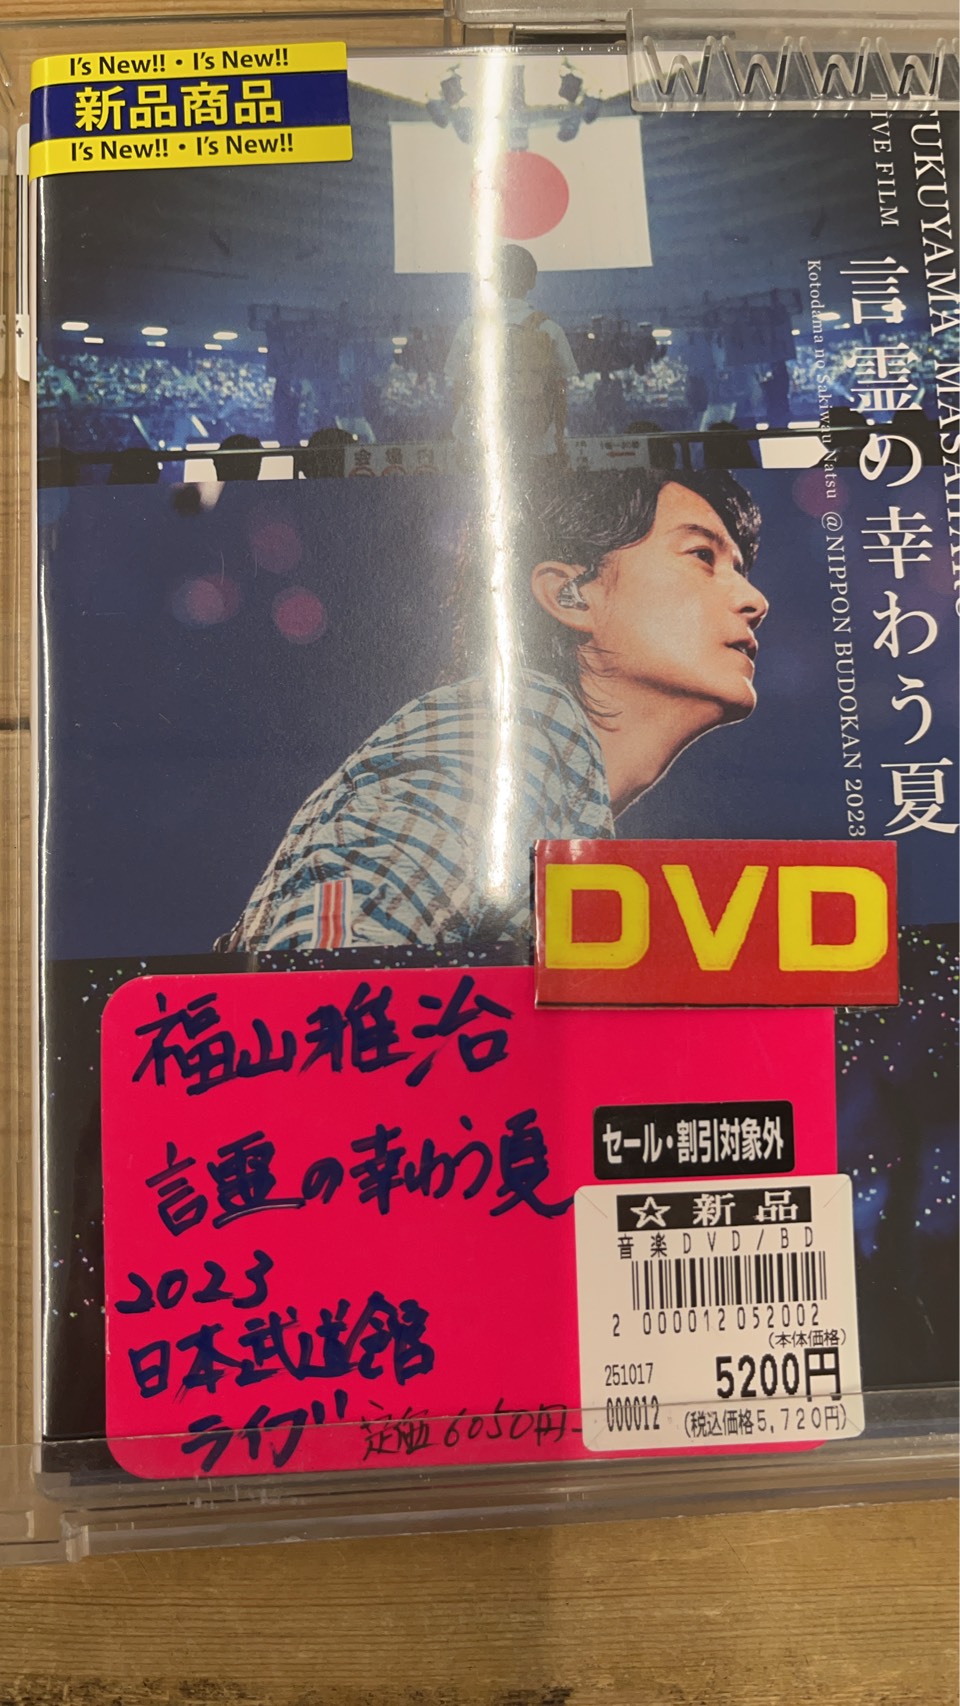 I's New!!・I's New!!
新品商品
I's New!!・I's New!!
FUKUYAMA MASAHARU
LIVE FILM
言霊の幸わう夏
Kotodama no Sakiwau Natsu @NIPPON BUDOKAN 2023
DVD
福山雅治
言霊の幸わう夏
2023
日本武道館
ライブ!!
定価6050円
セール・割引対象外
☆新品
音楽DVD/BD
2 000012 052002
(本体価格)
251017
5200円
000012
(税込価格5,720円)